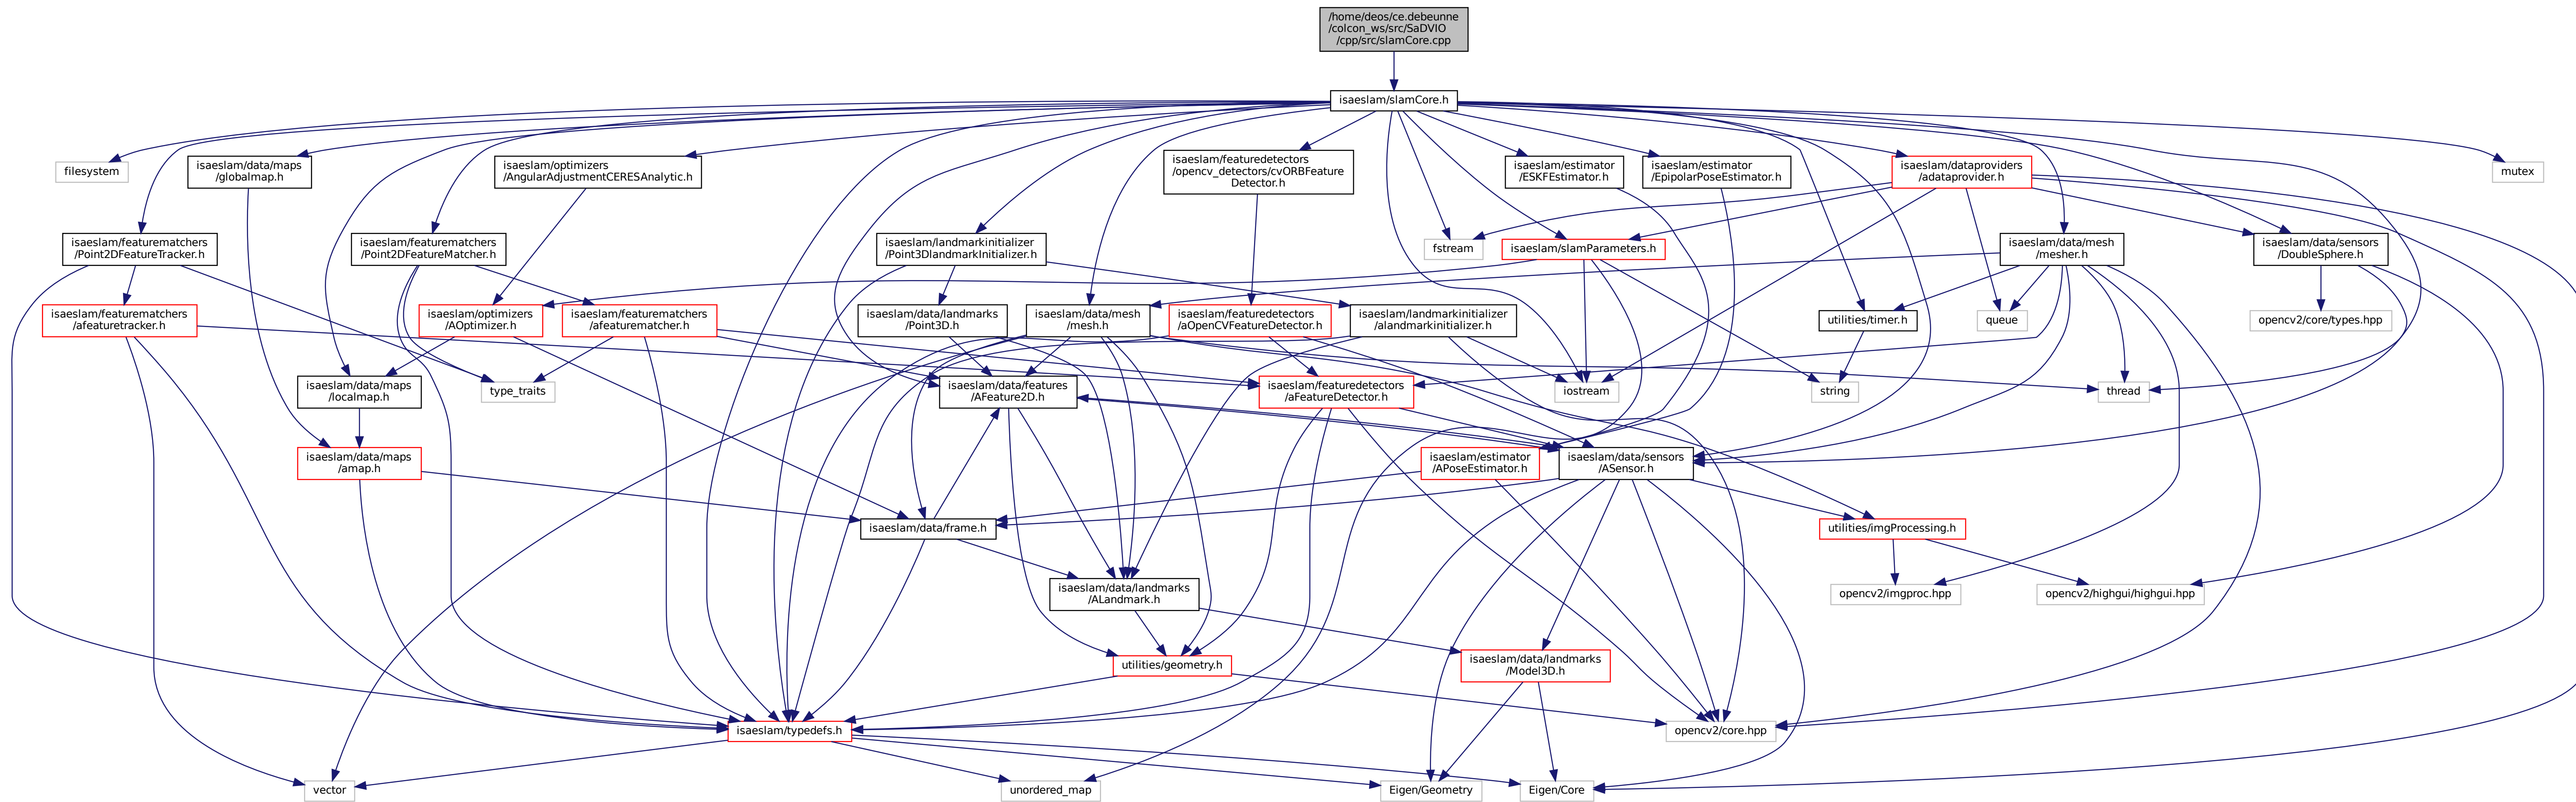 /home/deos/ce.debeunne
/colcon_ws/src/SaDVIO
/cpp/src/slamCore.cpp
isaeslam/slamCore.h
filesystem
isaeslam/data/maps
/globalmap.h
isaeslam/optimizers
/AngularAdjustmentCERESAnalytic.h
isaeslam/featuredetectors
/opencv_detectors/cvORBFeature
Detector.h
isaeslam/estimator
/ESKFEstimator.h
isaeslam/estimator
/EpipolarPoseEstimator.h
isaeslam/dataproviders
/adataprovider.h
mutex
isaeslam/featurematchers
/Point2DFeatureTracker.h
isaeslam/featurematchers
/Point2DFeatureMatcher.h
isaeslam/landmarkinitializer
/Point3DlandmarkInitializer.h
fstream
isaeslam/slamParameters.h
isaeslam/data/mesh
/mesher.h
isaeslam/data/sensors
/DoubleSphere.h
isaeslam/featurematchers
/afeaturetracker.h
isaeslam/optimizers
/AOptimizer.h
isaeslam/featurematchers
/afeaturematcher.h
isaeslam/data/landmarks
/Point3D.h
isaeslam/data/mesh
/mesh.h
isaeslam/featuredetectors
/aOpenCVFeatureDetector.h
isaeslam/landmarkinitializer
/alandmarkinitializer.h
utilities/timer.h
queue
opencv2/core/types.hpp
isaeslam/data/maps
/localmap.h
type_traits
isaeslam/data/features
/AFeature2D.h
isaeslam/featuredetectors
/aFeatureDetector.h
iostream
string
thread
isaeslam/data/maps
/amap.h
isaeslam/estimator
/APoseEstimator.h
isaeslam/data/sensors
/ASensor.h
isaeslam/data/frame.h
utilities/imgProcessing.h
isaeslam/data/landmarks
/ALandmark.h
opencv2/imgproc.hpp
opencv2/highgui/highgui.hpp
utilities/geometry.h
isaeslam/data/landmarks
/Model3D.h
isaeslam/typedefs.h
opencv2/core.hpp
vector
unordered_map
Eigen/Geometry
Eigen/Core